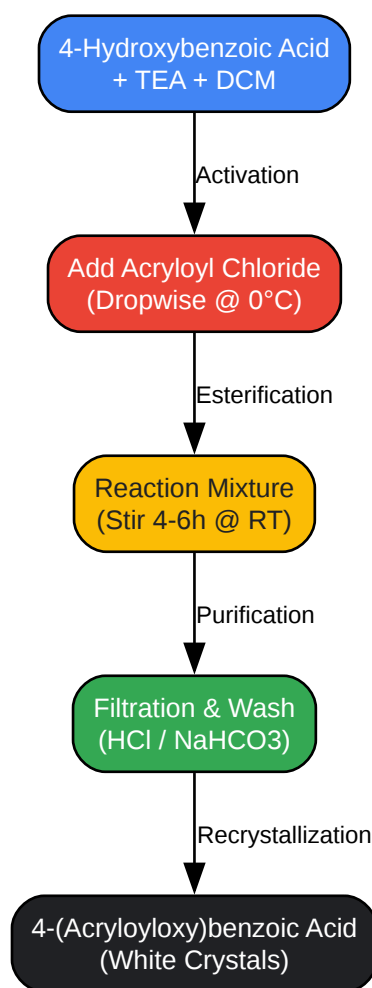 4-Hydroxybenzoic Acid
+ TEA + DCM
Activation
Add Acryloyl Chloride
(Dropwise @ 0°C)
Esterification
Reaction Mixture
(Stir 4-6h @ RT)
Purification
Filtration & Wash
(HCl / NaHCO3)
Recrystallization
4-(Acryloyloxy)benzoic Acid
(White Crystals)